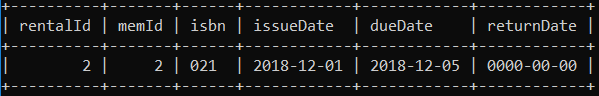 | rentalId | memId | isbn | issueDate | dueDate | returnDate |
| 2 | 2 | 021 | 2018-12-01 | 2018-12-05 | 0000-00-00 |